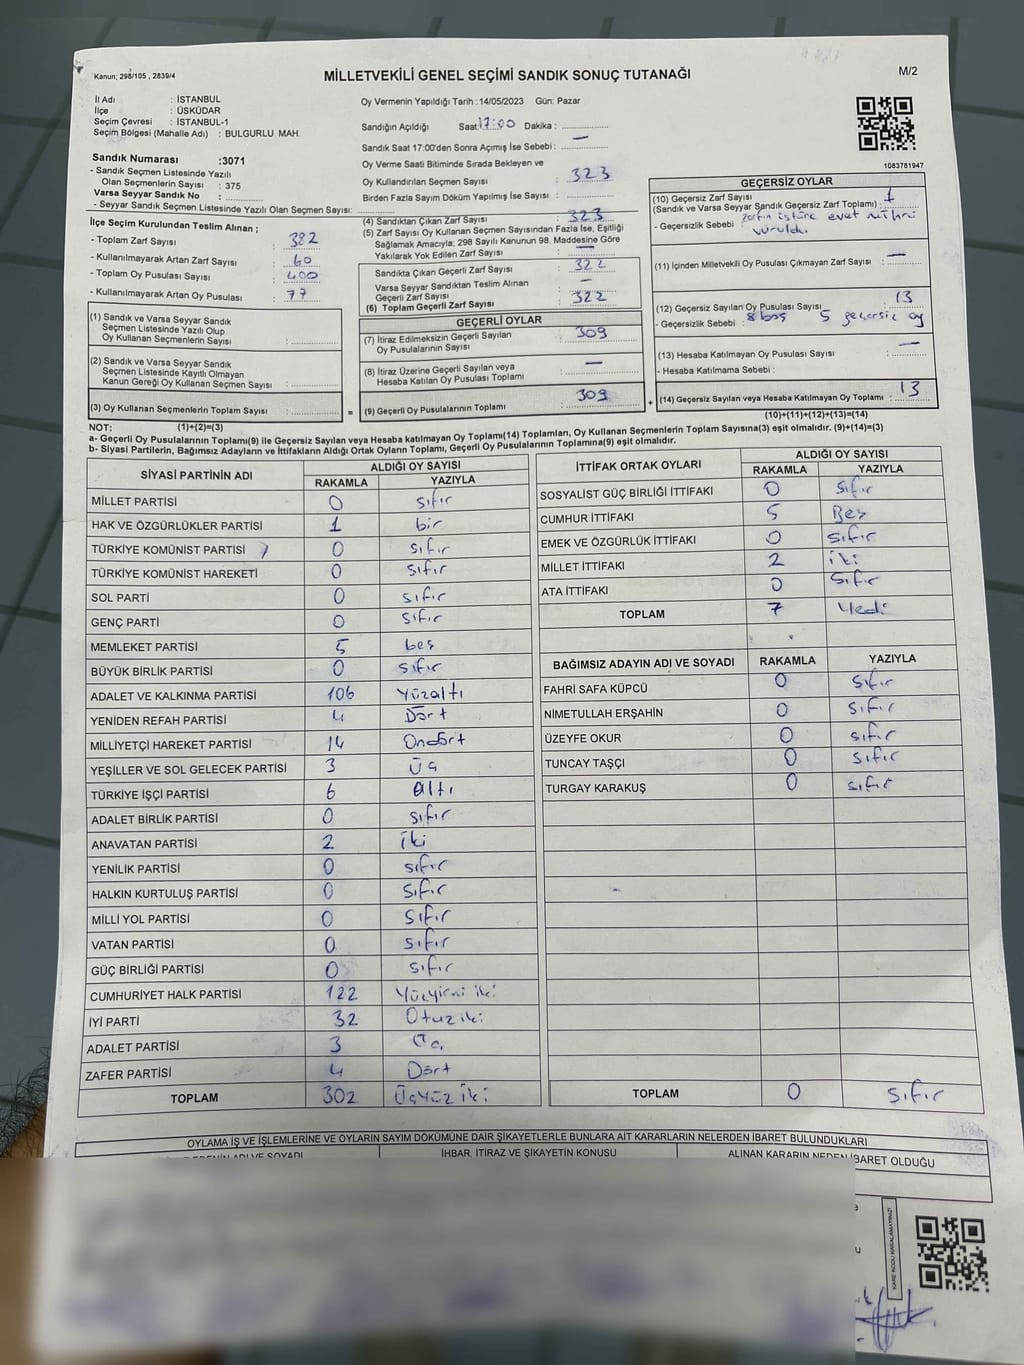 Kanun; 298/105 , 2839/4
MİLLETVEKİLİ GENEL SEÇİMİ SANDIK SONUÇ TUTANAĞI
M/2
İl Adı : İSTANBUL
İlçe : ÜSKÜDAR
Seçim Çevresi : İSTANBUL-1
Seçim Bölgesi (Mahalle Adı) : BULGURLU MAH.
Sandık Numarası :3071
- Sandık Seçmen Listesinde Yazılı
Olan Seçmenlerin Sayısı : 375
Varsa Seyyar Sandık No :
- Seyyar Sandık Seçmen Listesinde Yazılı Olan Seçmen Sayısı:
Oy Vermenin Yapıldığı Tarih :14/05/2023 Gün: Pazar
Sandığın Açıldığı Saat 17:00 Dakika :
Sandık Saat 17:00'den Sonra Açımış İse Sebebi : —
Oy Verme Saati Bitiminde Sırada Bekleyen ve
Oy Kullandırılan Seçmen Sayısı : 323
Birden Fazla Sayım Döküm Yapılmış İse Sayısı :
1083781947
İlçe Seçim Kurulundan Teslim Alınan ;
- Toplam Zarf Sayısı : 382
- Kullanılmayarak Artan Zarf Sayısı : 60
- Toplam Oy Pusulası Sayısı : 400
- Kullanılmayarak Artan Oy Pusulası : 77
(4) Sandıktan Çıkan Zarf Sayısı : 323
(5) Zarf Sayısı Oy Kullanan Seçmen Sayısından Fazla İse, Eşitliği
Sağlamak Amacıyla; 298 Sayılı Kanunun 98. Maddesine Göre
Yakılarak Yok Edilen Zarf Sayısı : —
Sandıkta Çıkan Geçerli Zarf Sayısı : 322
Varsa Seyyar Sandıktan Teslim Alınan
Geçerli Zarf Sayısı : —
(6) Toplam Geçerli Zarf Sayısı : 322
GEÇERSİZ OYLAR
(10) Geçersiz Zarf Sayısı 1
(Sandık ve Varsa Seyyar Sandık Geçersiz Zarf Toplamı) :
- Geçersizlik Sebebi : zarfın üstüne evet mührü
vuruldu.
(11) İçinden Milletvekili Oy Pusulası Çıkmayan Zarf Sayısı : —
(12) Geçersiz Sayılan Oy Pusulası Sayısı : 13
- Geçersizlik Sebebi : 8 boş 5 geçersiz oy
(13) Hesaba Katılmayan Oy Pusulası Sayısı : —
- Hesaba Katılmama Sebebi :
(14) Geçersiz Sayılan veya Hesaba Katılmayan Oy Toplamı : 13
(10)+(11)+(12)+(13)=(14)
(1) Sandık ve Varsa Seyyar Sandık
Seçmen Listesinde Yazılı Olup
Oy Kullanan Seçmenlerin Sayısı :
(2) Sandık ve Varsa Seyyar Sandık
Seçmen Listesinde Kayıtlı Olmayan
Kanun Gereği Oy Kullanan Seçmen Sayısı :
(3) Oy Kullanan Seçmenlerin Toplam Sayısı : =
(1)+(2)=(3)
GEÇERLİ OYLAR
(7) İtiraz Edilmeksizin Geçerli Sayılan
Oy Pusulalarının Sayısı : 309
(8) İtiraz Üzerine Geçerli Sayılan veya
Hesaba Katılan Oy Pusulası Toplamı : —
(9) Geçerli Oy Pusulalarının Toplamı : 309 +
NOT:
a- Geçerli Oy Pusulalarının Toplamı(9) ile Geçersiz Sayılan veya Hesaba katılmayan Oy Toplamı(14) Toplamları, Oy Kullanan Seçmenlerin Toplam Sayısına(3) eşit olmalıdır. (9)+(14)=(3)
b- Siyasi Partilerin, Bağımsız Adayların ve İttifakların Aldığı Ortak Oyların Toplamı, Geçerli Oy Pusulalarının Toplamına(9) eşit olmalıdır.
SİYASİ PARTİNİN ADI ALDIĞI OY SAYISI
RAKAMLA YAZIYLA
MİLLET PARTİSİ 0 sıfır
HAK VE ÖZGÜRLÜKLER PARTİSİ 1 bir
TÜRKİYE KOMÜNİST PARTİSİ 0 sıfır
TÜRKİYE KOMÜNİST HAREKETİ 0 sıfır
SOL PARTİ 0 sıfır
GENÇ PARTİ 0 sıfır
MEMLEKET PARTİSİ 5 beş
BÜYÜK BİRLİK PARTİSİ 0 sıfır
ADALET VE KALKINMA PARTİSİ 106 Yüzaltı
YENİDEN REFAH PARTİSİ 4 Dört
MİLLİYETÇİ HAREKET PARTİSİ 14 Ondört
YEŞİLLER VE SOL GELECEK PARTİSİ 3 Üç
TÜRKİYE İŞÇİ PARTİSİ 6 Altı
ADALET BİRLİK PARTİSİ 0 sıfır
ANAVATAN PARTİSİ 2 İki
YENİLİK PARTİSİ 0 sıfır
HALKIN KURTULUŞ PARTİSİ 0 sıfır
MİLLİ YOL PARTİSİ 0 sıfır
VATAN PARTİSİ 0 sıfır
GÜÇ BİRLİĞİ PARTİSİ 0 sıfır
CUMHURİYET HALK PARTİSİ 122 Yüzyirmi iki
İYİ PARTİ 32 Otuziki
ADALET PARTİSİ 3 Üç
ZAFER PARTİSİ 4 Dört
TOPLAM 302 Üçyüz iki
İTTİFAK ORTAK OYLARI ALDIĞI OY SAYISI
RAKAMLA YAZIYLA
SOSYALİST GÜÇ BİRLİĞİ İTTİFAKI 0 sıfır
CUMHUR İTTİFAKI 5 Beş
EMEK VE ÖZGÜRLÜK İTTİFAKI 0 sıfır
MİLLET İTTİFAKI 2 iki
ATA İTTİFAKI 0 sıfır
TOPLAM 7 Yedi
BAĞIMSIZ ADAYIN ADI VE SOYADI RAKAMLA YAZIYLA
FAHRİ SAFA KÜPCÜ 0 sıfır
NİMETULLAH ERŞAHİN 0 sıfır
ÜZEYFE OKUR 0 sıfır
TUNCAY TAŞÇI 0 sıfır
TURGAY KARAKUŞ 0 sıfır
TOPLAM 0 sıfır
OYLAMA İŞ VE İŞLEMLERİNE VE OYLARIN SAYIM DÖKÜMÜNE DAİR ŞİKAYETLERLE BUNLARA AİT KARARLARIN NELERDEN İBARET BULUNDUKLARI
ADI VE SOYADI İHBAR, İTİRAZ VE ŞİKAYETİN KONUSU ALINAN KARARIN NEDEN İBARET OLDUĞU
KARE KODU KARALAMAYINIZ!